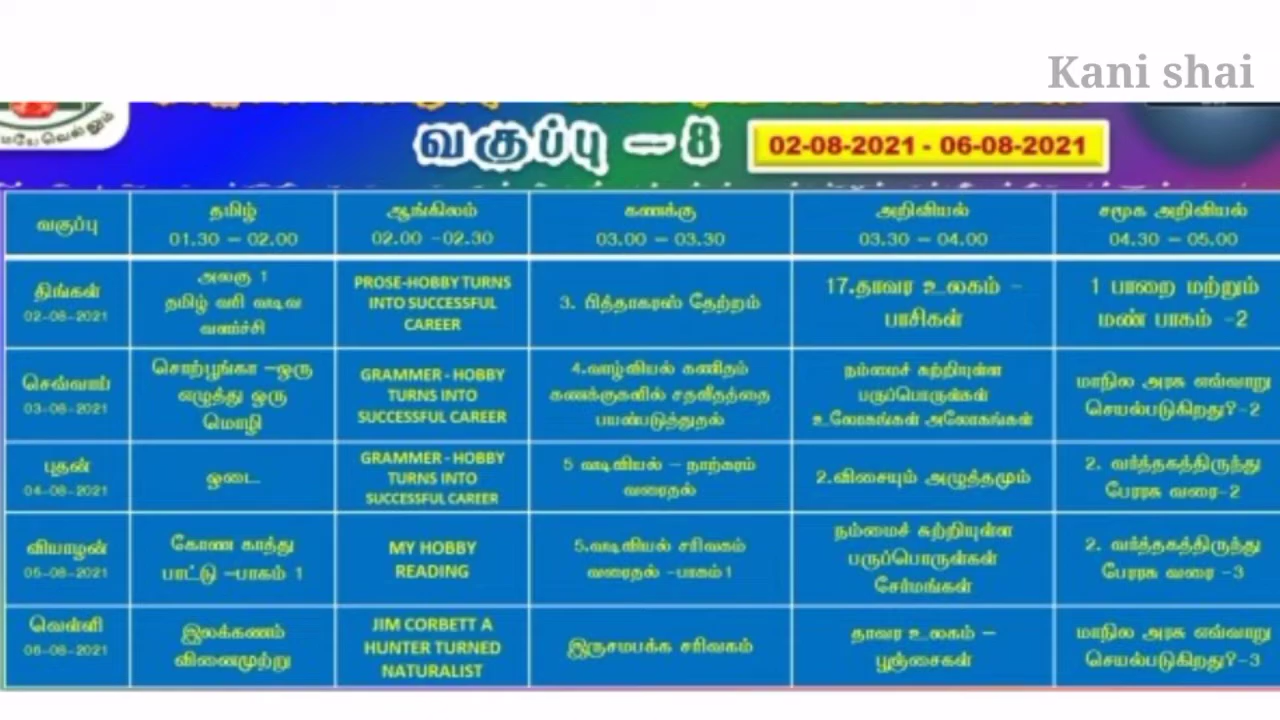 Kani shai
வகுப்பு – 8
02-08-2021 - 06-08-2021
வகுப்பு
தமிழ்
01.30 – 02.00
ஆங்கிலம்
02.00 -02.30
கணக்கு
03.00 – 03.30
அறிவியல்
03.30 – 04.00
சமூக அறிவியல்
04.30 – 05.00
திங்கள்
02-08-2021
அலகு 1
தமிழ் வரி வடிவ
வளர்ச்சி
PROSE-HOBBY TURNS
INTO SUCCESSFUL
CAREER
3. பித்தாகரஸ் தேற்றம்
17.தாவர உலகம் -
பாசிகள்
1 பாறை மற்றும்
மண் பாகம் -2
செவ்வாய்
03-08-2021
சொற்பூங்கா –ஒரு
எழுத்து ஒரு
மொழி
GRAMMER - HOBBY
TURNS INTO
SUCCESSFUL CAREER
4.வாழ்வியல் கணிதம்
கணக்குகளில் சதவீதத்தை
பயன்படுத்துதல்
நம்மைச் சுற்றியுள்ள
பருப்பொருள்கள்
உலோகங்கள் அலோகங்கள்
மாநில அரசு எவ்வாறு
செயல்படுகிறது?-2
புதன்
04-08-2021
ஓடை
GRAMMER - HOBBY
TURNS INTO
SUCCESSFUL CAREER
5 வடிவியல் – நாற்கரம்
வரைதல்
2.விசையும் அழுத்தமும்
2. வர்த்தகத்திருந்து
பேரரசு வரை-2
வியாழன்
05-08-2021
கோண காத்து
பாட்டு –பாகம் 1
MY HOBBY
READING
5.வடிவியல் சரிவகம்
வரைதல் -பாகம் 1
நம்மைச் சுற்றியுள்ள
பருப்பொருள்கள்
சேர்மங்கள்
2. வர்த்தகத்திருந்து
பேரரசு வரை -3
வெள்ளி
06-08-2021
இலக்கணம்
வினைமுற்று
JIM CORBETT A
HUNTER TURNED
NATURALIST
இருசமபக்க சரிவகம்
தாவர உலகம் –
பூஞ்சைகள்
மாநில அரசு எவ்வாறு
செயல்படுகிறது?-3